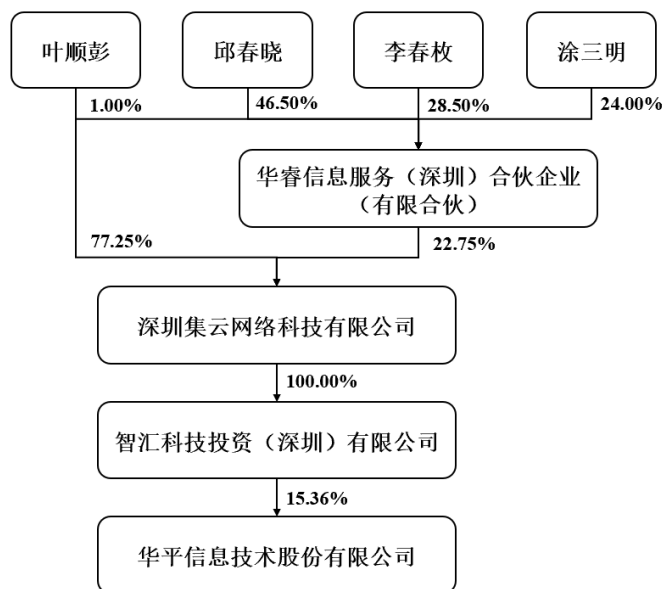 叶顺彭
邱春晓
李春枚
涂三明
1.00%
46.50%
28.50%
24.00%
华睿信息服务（深圳）合伙企业
（有限合伙）
77.25%
22.75%
深圳集云网络科技有限公司
100.00%
智汇科技投资（深圳）有限公司
15.36%
华平信息技术股份有限公司